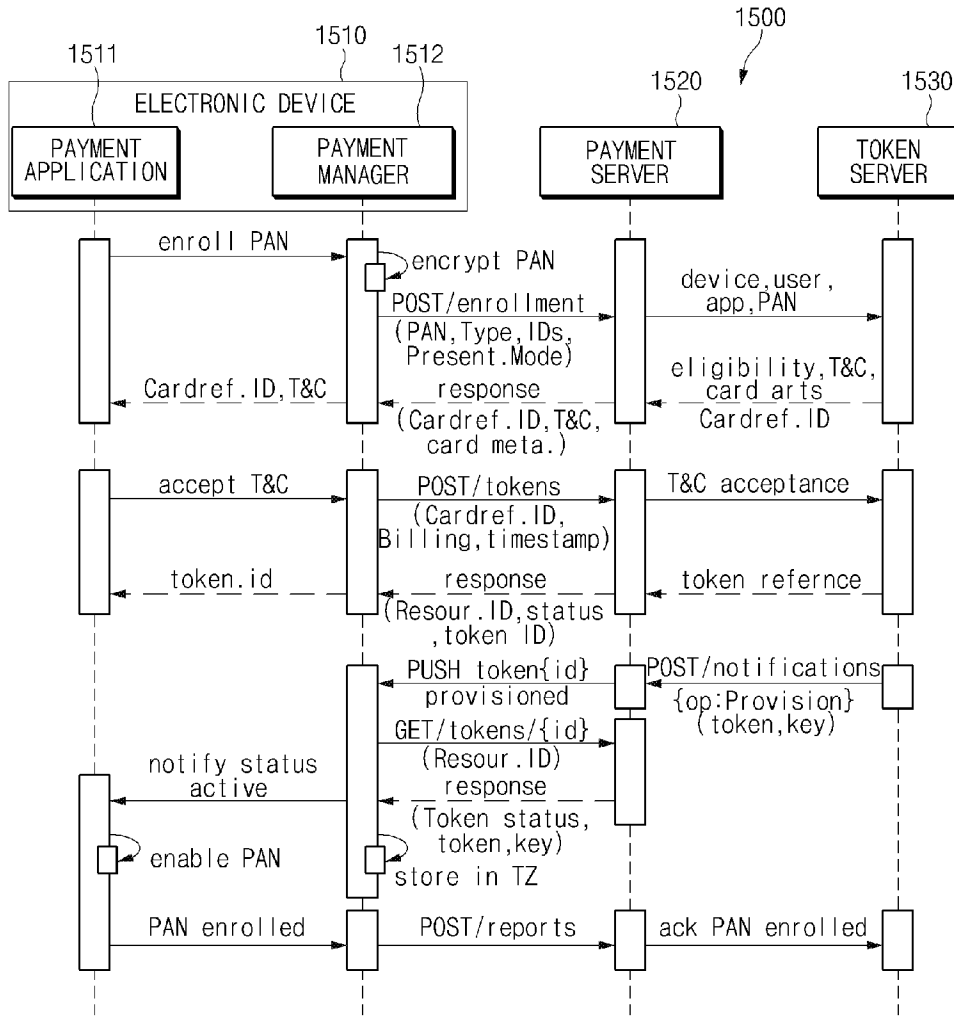 1500
1510
1511
1512
1520
1530
ELECTRONIC DEVICE
PAYMENT
APPLICATION
PAYMENT
MANAGER
PAYMENT
SERVER
TOKEN
SERVER
enroll PAN
encrypt PAN
POST/enrollment
(PAN,Type,IDs,
Present.Mode)
device,user,
app,PAN
Cardref.ID,T&C
response
(Cardref.ID,T&C,
card meta.)
eligibility,T&C,
card arts
Cardref.ID
accept T&C
POST/tokens
(Cardref.ID,
Billing,timestamp)
T&C acceptance
token.id
response
(Resour.ID,status
,token ID)
token refernce
PUSH token{id}
provisioned
POST/notifications
{op:Provision}
(token,key)
GET/tokens/{id}
(Resour.ID)
notify status
active
response
(Token status,
token,key)
enable PAN
store in TZ
PAN enrolled
POST/reports
ack PAN enrolled